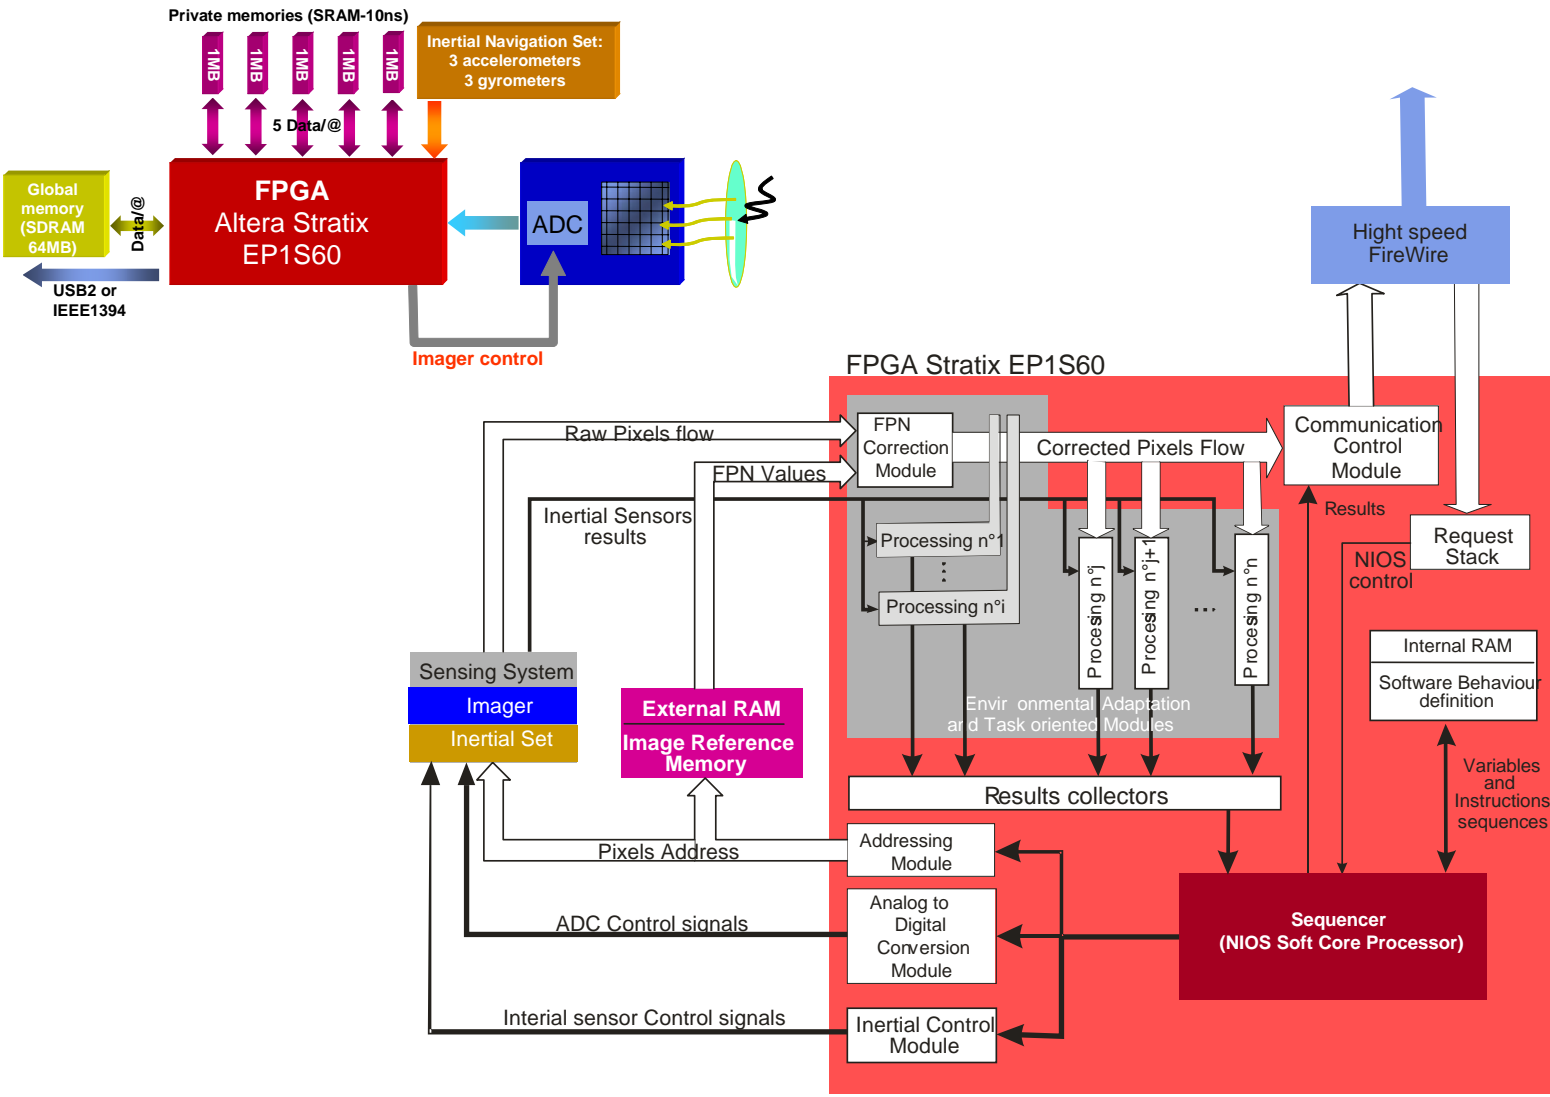 Private memories (SRAM-10ns)
1MB
1MB
1MB
1MB
1MB
Inertial Navigation Set:
3 accelerometers
3 gyrometers
5 Data/@
Global
memory
(SDRAM
64MB)
Data/@
FPGA
Altera Stratix
EP1S60
ADC
USB2 or
IEEE1394
Imager control
Hight speed
FireWire
FPGA Stratix EP1S60
Raw Pixels flow
FPN
Correction
Module
Corrected Pixels Flow
Communication
Control
Module
FPN Values
Inertial Sensors
results
Results
Request
Stack
NIOS
control
Processing n°1
...
Processing n°i
Procesing n°j
Procesing n°j+1
...
Procesing n°n
Internal RAM
Software Behaviour
definition
Sensing System
Imager
Inertial Set
External RAM
Image Reference
Memory
Envir onmental Adaptation
and Task oriented Modules
Variables
and
Instructions
sequences
Results collectors
Pixels Address
Addressing
Module
ADC Control signals
Analog to
Digital
Conversion
Module
Sequencer
(NIOS Soft Core Processor)
Interial sensor Control signals
Inertial Control
Module